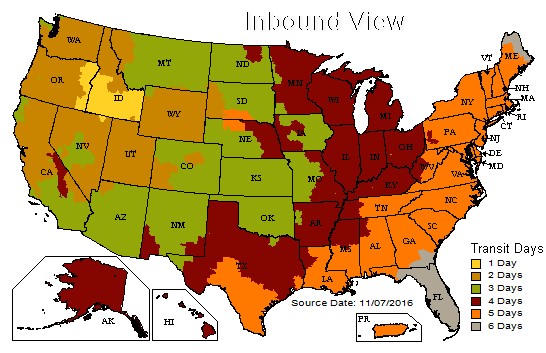 Inbound View
WA
MT
ND
MN
ME
VT
OR
ID
WI
MI
NY
NH
MA
RI
CT
WY
SD
IA
PA
NJ
DE
MD
NE
IL
IN
OH
WV
VA
CA
NV
UT
CO
KS
MO
KY
NC
TN
AZ
NM
OK
AR
SC
MS
AL
GA
TX
LA
FL
AK
HI
PR
Source Date: 11/07/2016
Transit Days
1 Day
2 Days
3 Days
4 Days
5 Days
6 Days